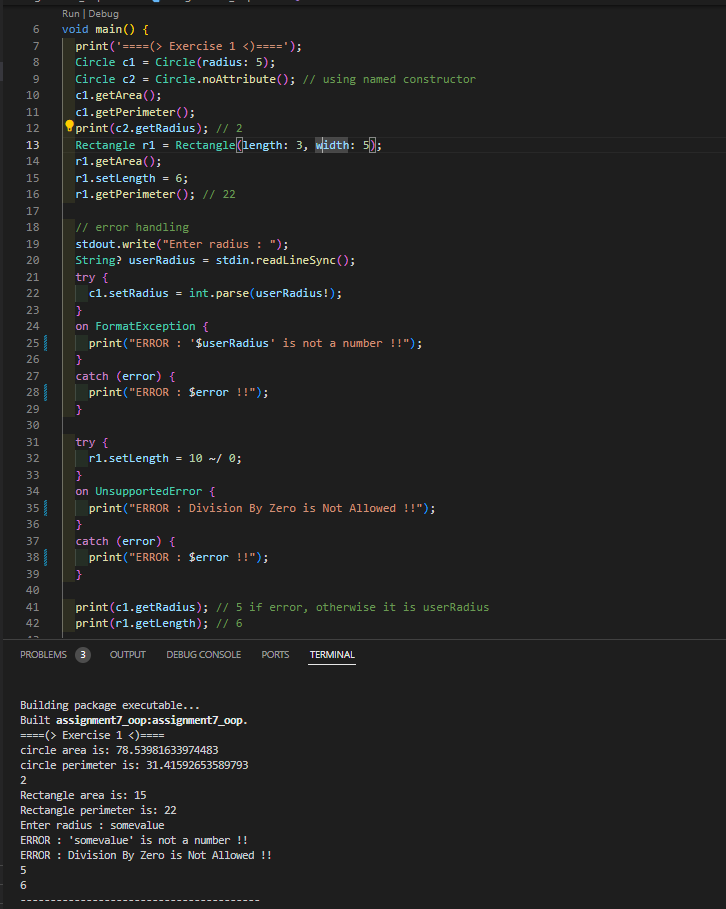 Run | Debug
6 void main() {
7 print('====(> Exercise 1 <)====');
8 Circle c1 = Circle(radius: 5);
9 Circle c2 = Circle.noAttribute(); // using named constructor
10 c1.getArea();
11 c1.getPerimeter();
12 print(c2.getRadius); // 2
13 Rectangle r1 = Rectangle(length: 3, width: 5);
14 r1.getArea();
15 r1.setLength = 6;
16 r1.getPerimeter(); // 22
17
18 // error handling
19 stdout.write("Enter radius : ");
20 String? userRadius = stdin.readLineSync();
21 try {
22 c1.setRadius = int.parse(userRadius!);
23 }
24 on FormatException {
25 print("ERROR : '$userRadius' is not a number !!");
26 }
27 catch (error) {
28 print("ERROR : $error !!");
29 }
30
31 try {
32 r1.setLength = 10 ~/ 0;
33 }
34 on UnsupportedError {
35 print("ERROR : Division By Zero is Not Allowed !!");
36 }
37 catch (error) {
38 print("ERROR : $error !!");
39 }
40
41 print(c1.getRadius); // 5 if error, otherwise it is userRadius
42 print(r1.getLength); // 6
PROBLEMS 3 OUTPUT DEBUG CONSOLE PORTS TERMINAL
Building package executable...
Built assignment7_oop:assignment7_oop.
====(> Exercise 1 <)====
circle area is: 78.53981633974483
circle perimeter is: 31.41592653589793
2
Rectangle area is: 15
Rectangle perimeter is: 22
Enter radius : somevalue
ERROR : 'somevalue' is not a number !!
ERROR : Division By Zero is Not Allowed !!
5
6
----------------------------------------